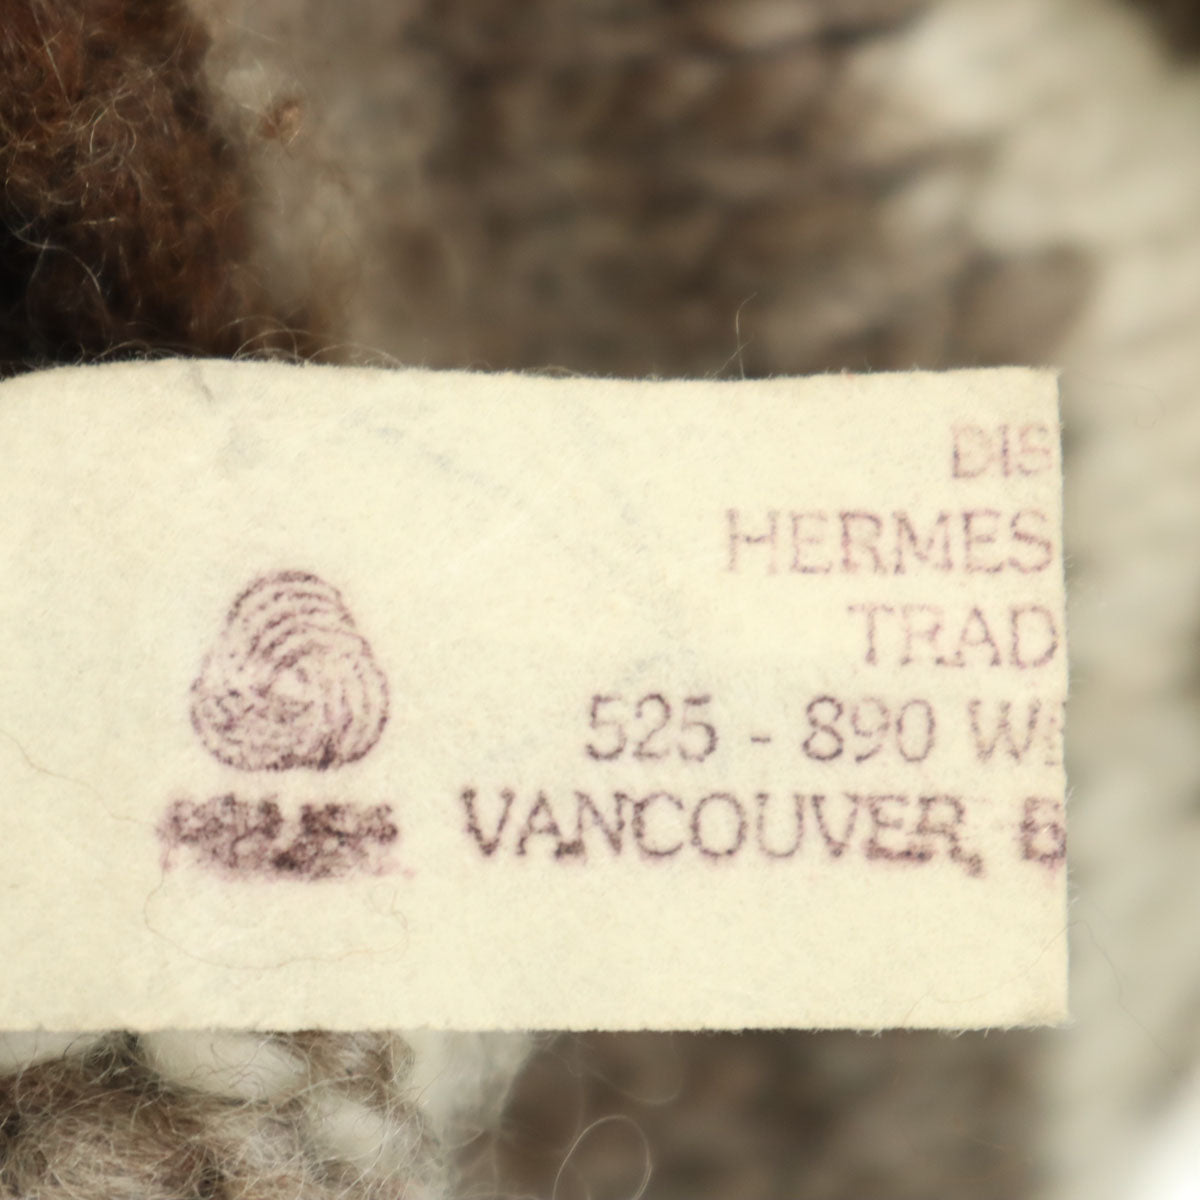 DIS
HERMES
TRAD
525 - 890 W
VANCOUVER, B